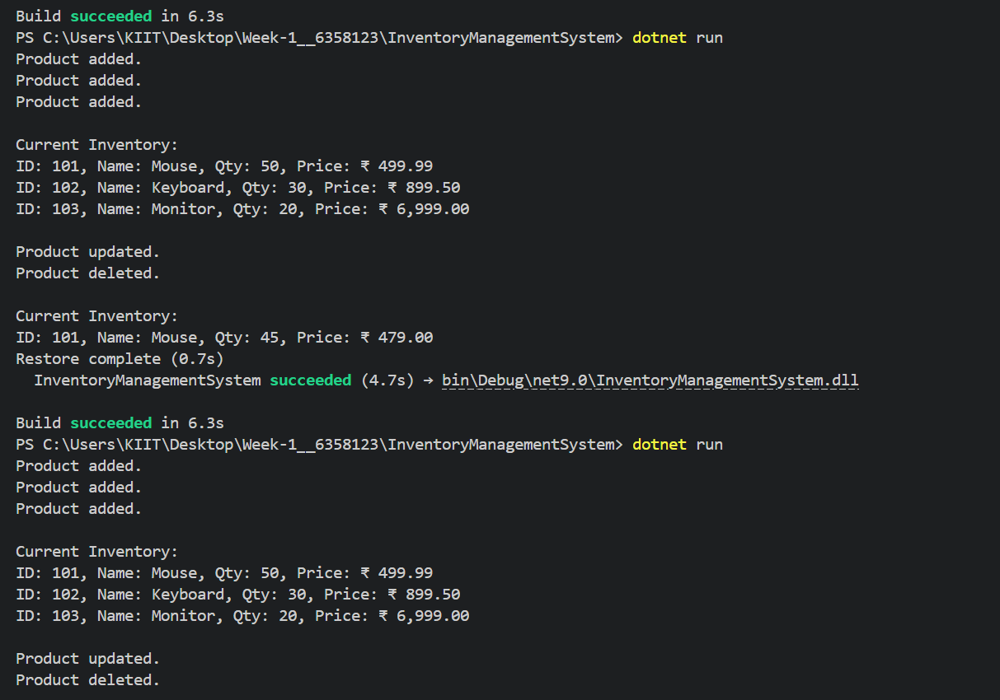 Build succeeded in 6.3s
PS C:\Users\KIIT\Desktop\Week-1__6358123\InventoryManagementSystem> dotnet run
Product added.
Product added.
Product added.

Current Inventory:
ID: 101, Name: Mouse, Qty: 50, Price: ₹ 499.99
ID: 102, Name: Keyboard, Qty: 30, Price: ₹ 899.50
ID: 103, Name: Monitor, Qty: 20, Price: ₹ 6,999.00

Product updated.
Product deleted.

Current Inventory:
ID: 101, Name: Mouse, Qty: 45, Price: ₹ 479.00
Restore complete (0.7s)
  InventoryManagementSystem succeeded (4.7s) → bin\Debug\net9.0\InventoryManagementSystem.dll

Build succeeded in 6.3s
PS C:\Users\KIIT\Desktop\Week-1__6358123\InventoryManagementSystem> dotnet run
Product added.
Product added.
Product added.

Current Inventory:
ID: 101, Name: Mouse, Qty: 50, Price: ₹ 499.99
ID: 102, Name: Keyboard, Qty: 30, Price: ₹ 899.50
ID: 103, Name: Monitor, Qty: 20, Price: ₹ 6,999.00

Product updated.
Product deleted.